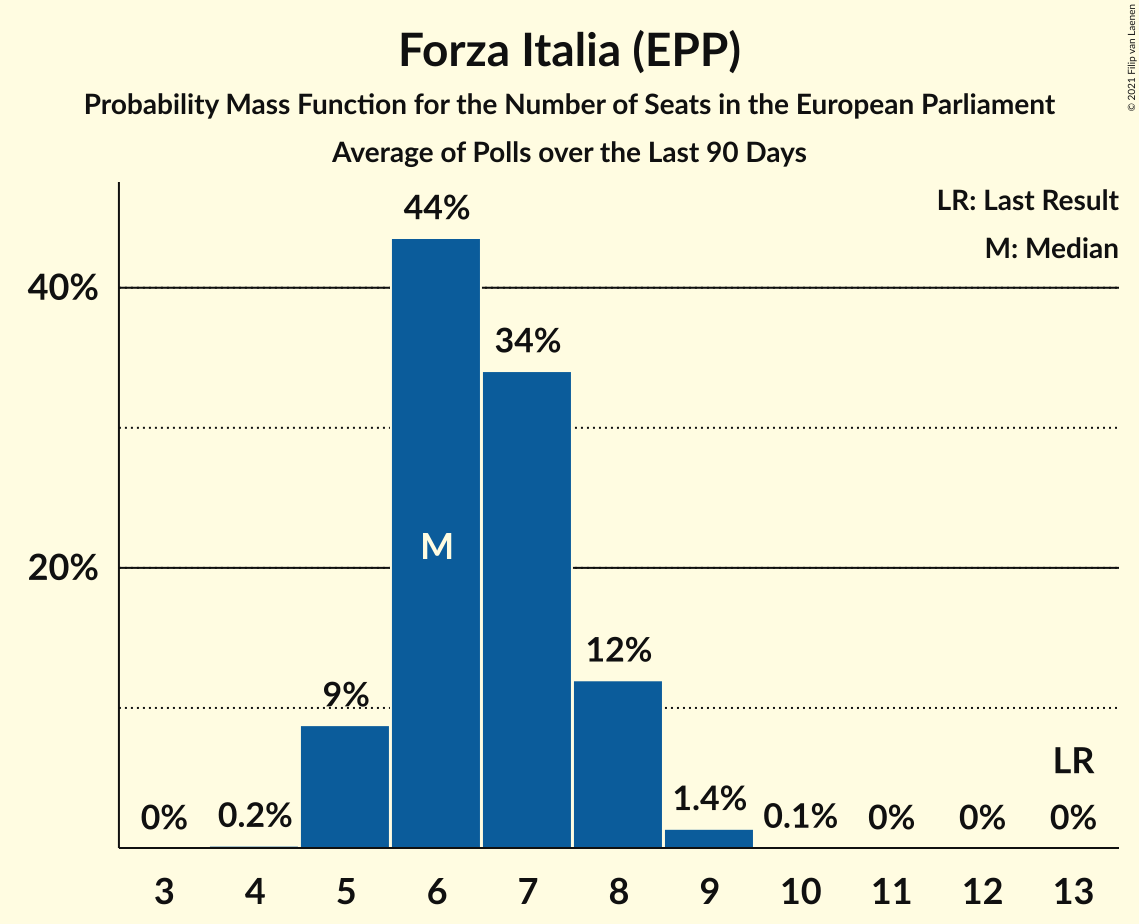 Forza Italia (EPP)
Probability Mass Function for the Number of Seats in the European Parliament
Average of Polls over the Last 90 Days
© 2021 Filip van Laenen
LR: Last Result
M: Median
44%
40%
34%
M
20%
12%
9%
LR
0% 0.2% 1.4% 0.1% 0% 0% 0%
3 4 5 6 7 8 9 10 11 12 13